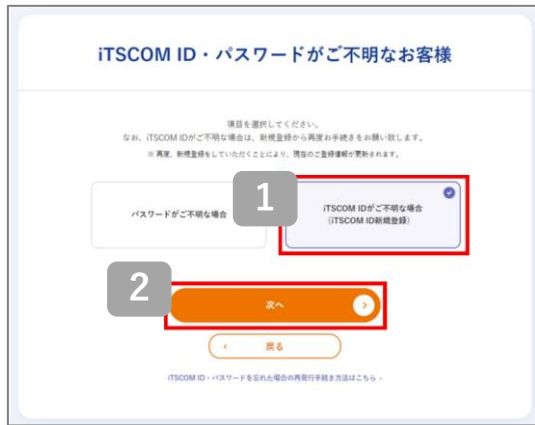 iTSCOM ID・パスワードがご不明なお客様
項目を選択してください。
なお、iTSCOM IDがご不明な場合は、新規登録から再度お手続きをお願い致します。
※ 再度、新規登録をしていただくことにより、現在のご登録情報が更新されます。
1
パスワードがご不明な場合
iTSCOM IDがご不明な場合
(iTSCOM ID新規登録)
2
次へ
戻る
iTSCOM ID・パスワードを忘れた場合の再発行手続き方法はこちら